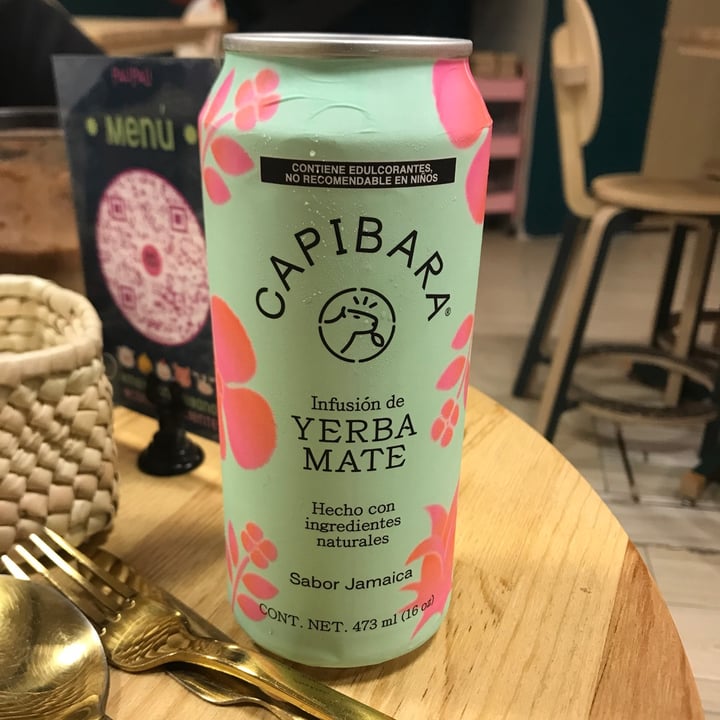 PALIPALI
MENÚ
CONTIENE EDULCORANTES,
NO RECOMENDABLE EN NIÑOS
CAPIBARA®
Infusión de
YERBA
MATE
Hecho con
ingredientes
naturales
Sabor Jamaica
CONT. NET. 473 ml (16 oz)